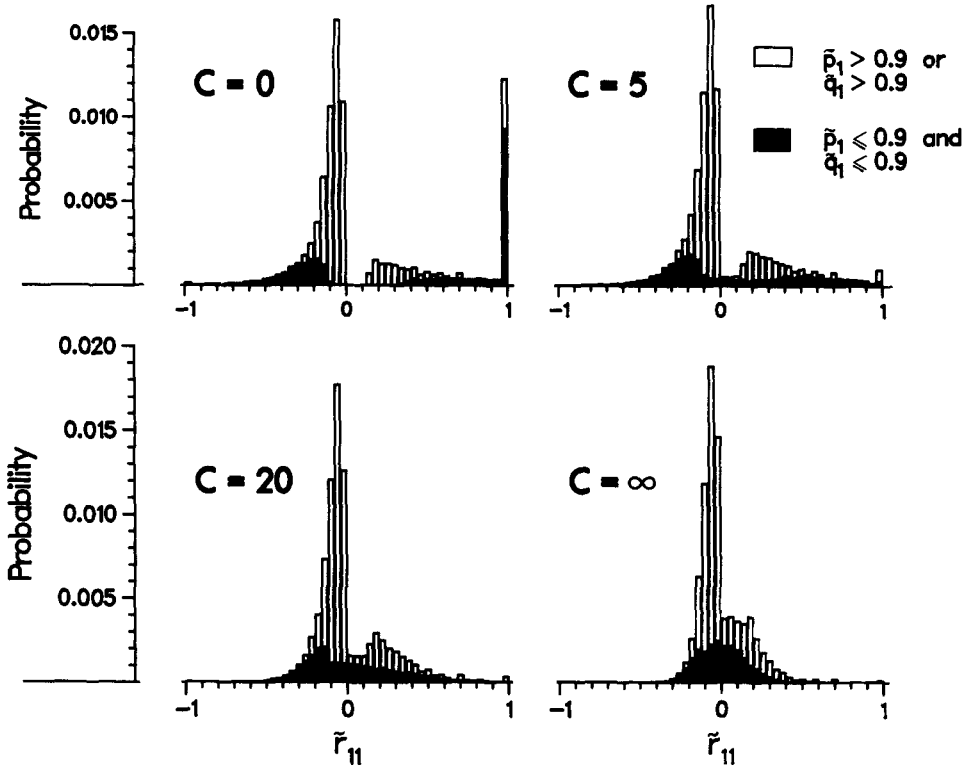 0.015
0.010
0.005
Probability
C = 0
-1 0 1
C = 5
-1 0 1
p̃₁ > 0.9 or
q̃₁ > 0.9
p̃₁ ⩽ 0.9 and
q̃₁ ⩽ 0.9
0.020
0.015
0.010
0.005
Probability
C = 20
-1 0 1
r̃₁₁
C = ∞
-1 0 1
r̃₁₁